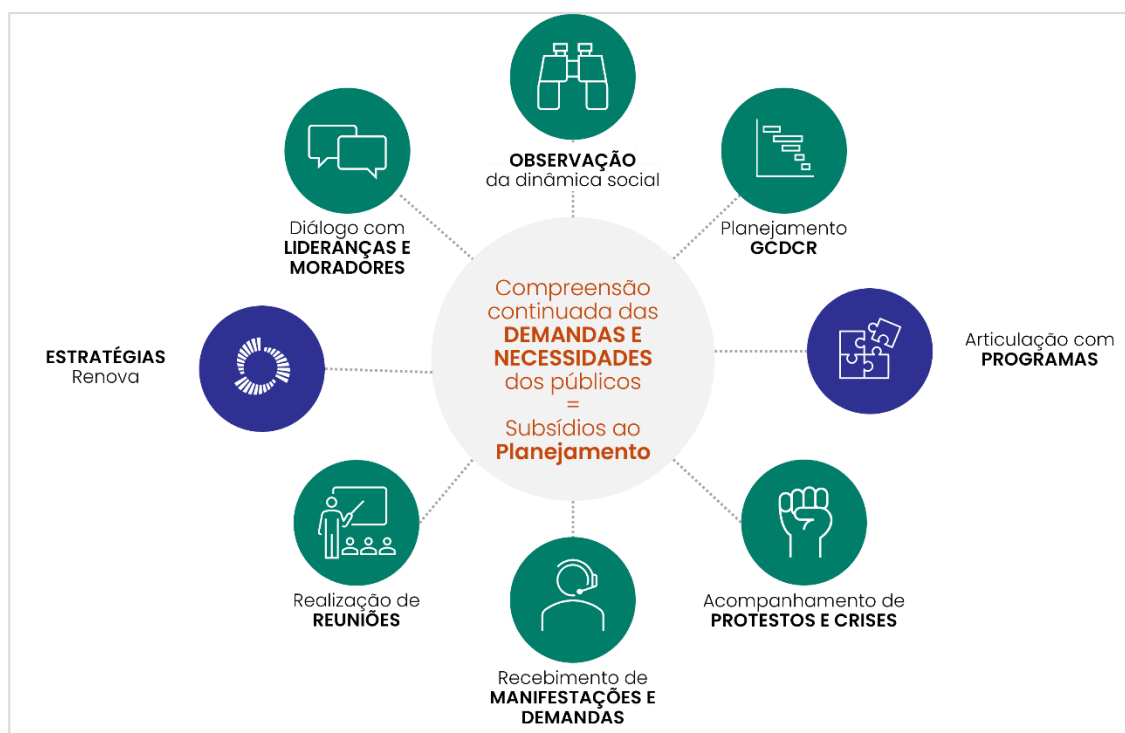 OBSERVAÇÃO
da dinâmica social
Planejamento
GCDCR
Articulação com
PROGRAMAS
Acompanhamento de
PROTESTOS E CRISES
Recebimento de
MANIFESTAÇÕES E
DEMANDAS
Realização de
REUNIÕES
ESTRATÉGIAS
Renova
Diálogo com
LIDERANÇAS E
MORADORES
Compreensão
continuada das
DEMANDAS E
NECESSIDADES
dos públicos
=
Subsídios ao
Planejamento